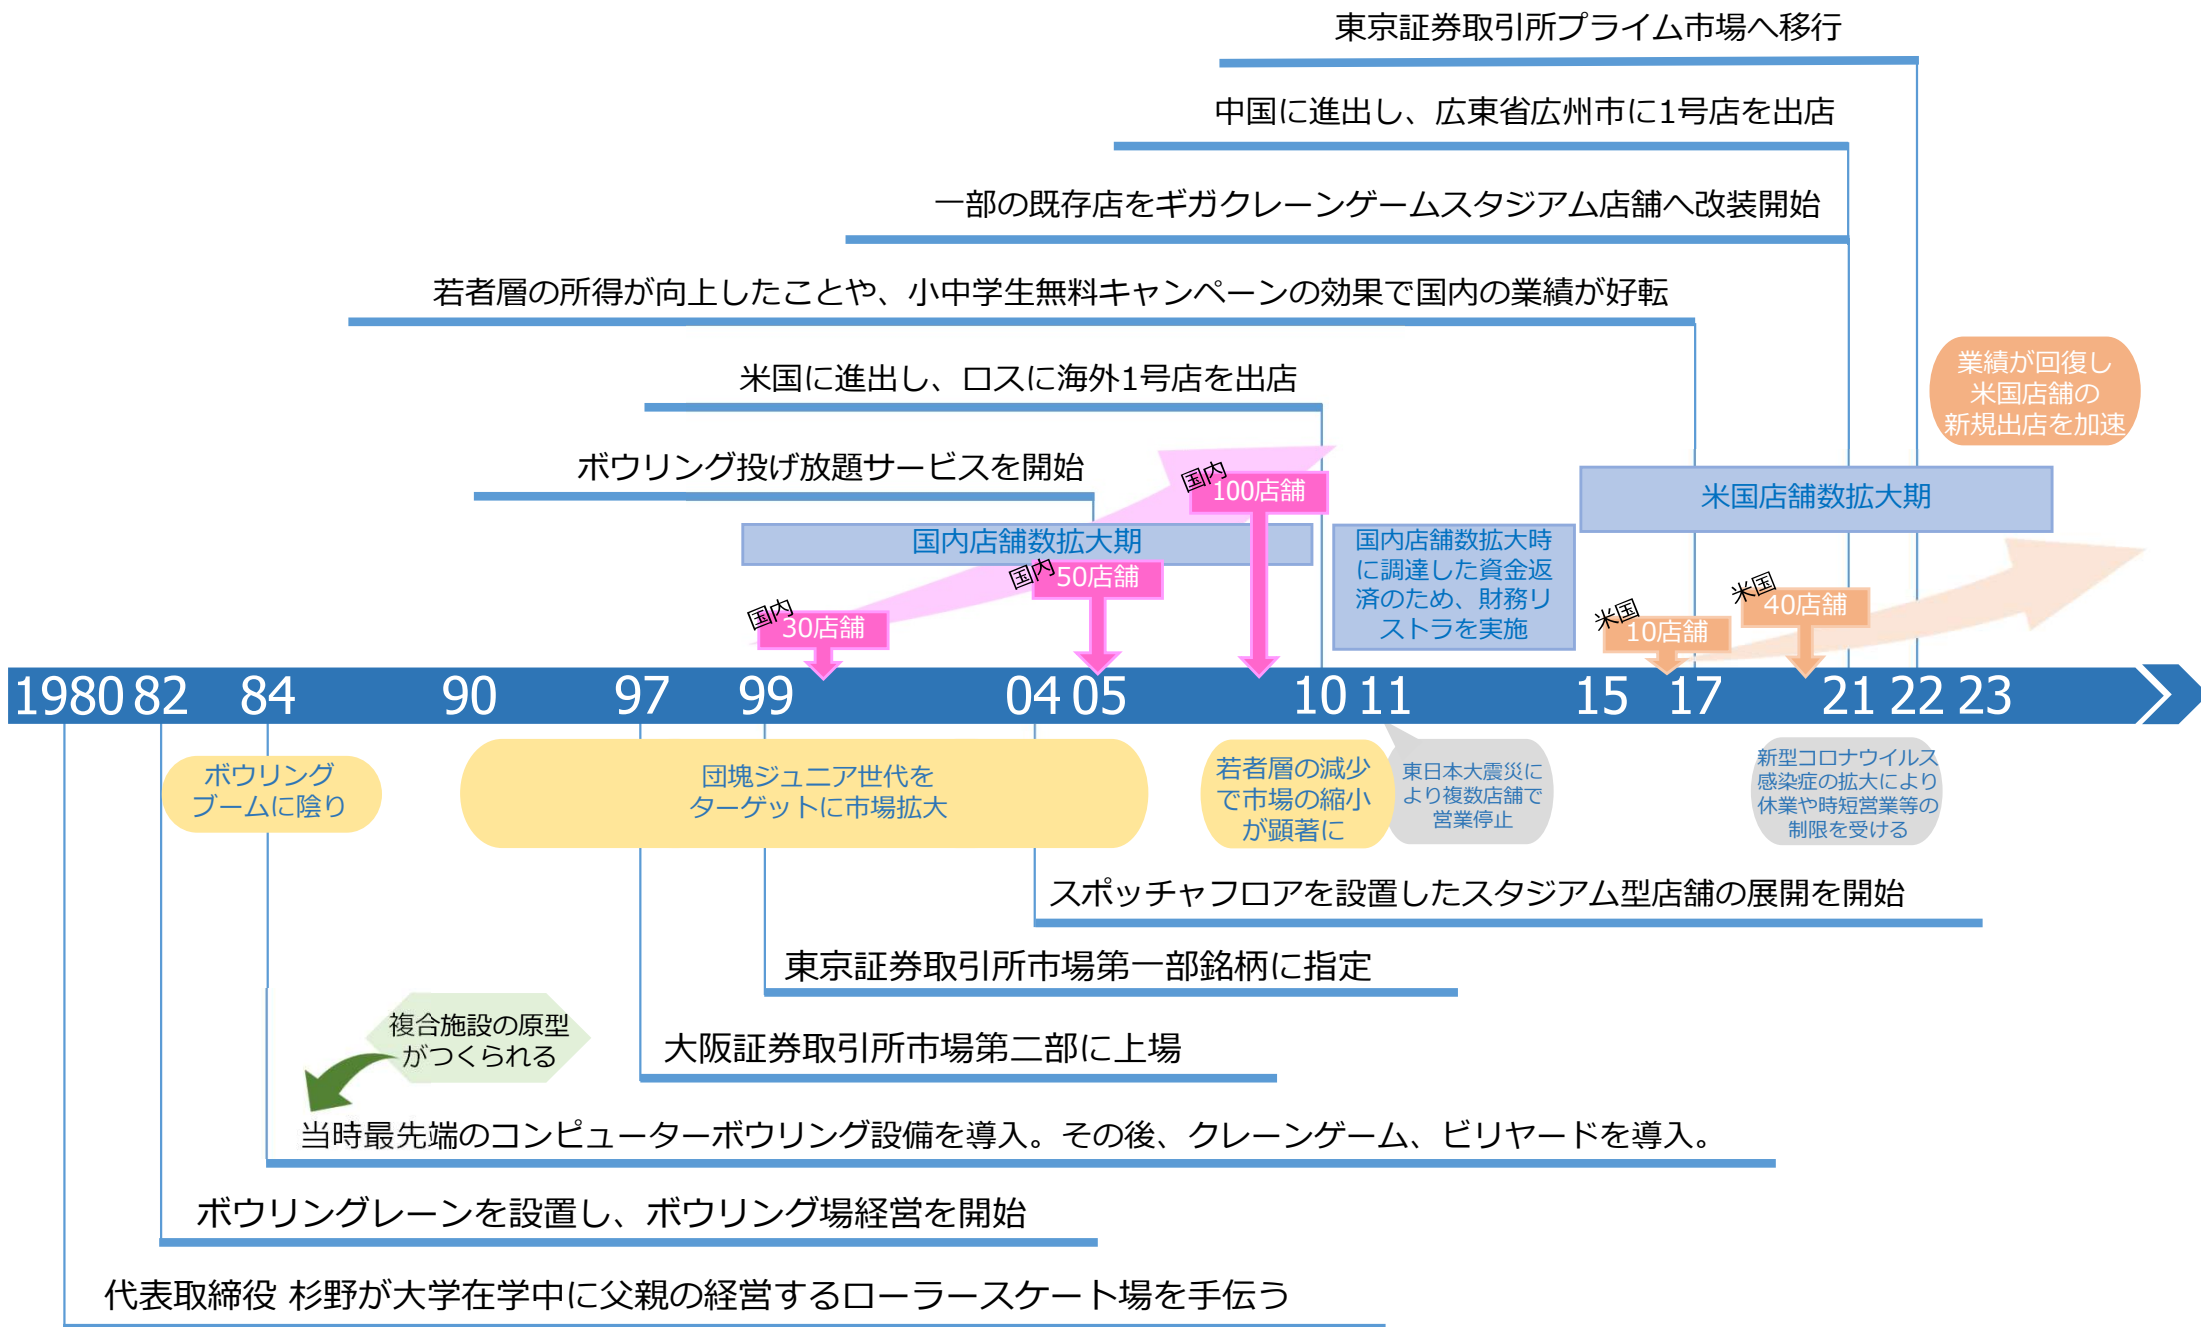 東京証券取引所プライム市場へ移行
中国に進出し、広東省広州市に1号店を出店
一部の既存店をギガクレーンゲームスタジアム店舗へ改装開始
若者層の所得が向上したことや、小中学生無料キャンペーンの効果で国内の業績が好転
業績が回復し
米国店舗の
新規出店を加速
米国に進出し、ロスに海外1号店を出店
ボウリング投げ放題サービスを開始
国内
100店舗
米国店舗数拡大期
国内店舗数拡大期
国内店舗数拡大時
に調達した資金返
済のため、財務リ
ストラを実施
国内
50店舗
国内
30店舗
米国
10店舗
米国
40店舗
1980 82 84 90 97 99 04 05 10 11 15 17 21 22 23
ボウリング
ブームに陰り
団塊ジュニア世代を
ターゲットに市場拡大
若者層の減少
で市場の縮小
が顕著に
東日本大震災に
より複数店舗で
営業停止
新型コロナウイルス
感染症の拡大により
休業や時短営業等の
制限を受ける
スポッチャフロアを設置したスタジアム型店舗の展開を開始
東京証券取引所市場第一部銘柄に指定
複合施設の原型
がつくられる
大阪証券取引所市場第二部に上場
当時最先端のコンピューターボウリング設備を導入。その後、クレーンゲーム、ビリヤードを導入。
ボウリングレーンを設置し、ボウリング場経営を開始
代表取締役 杉野が大学在学中に父親の経営するローラースケート場を手伝う